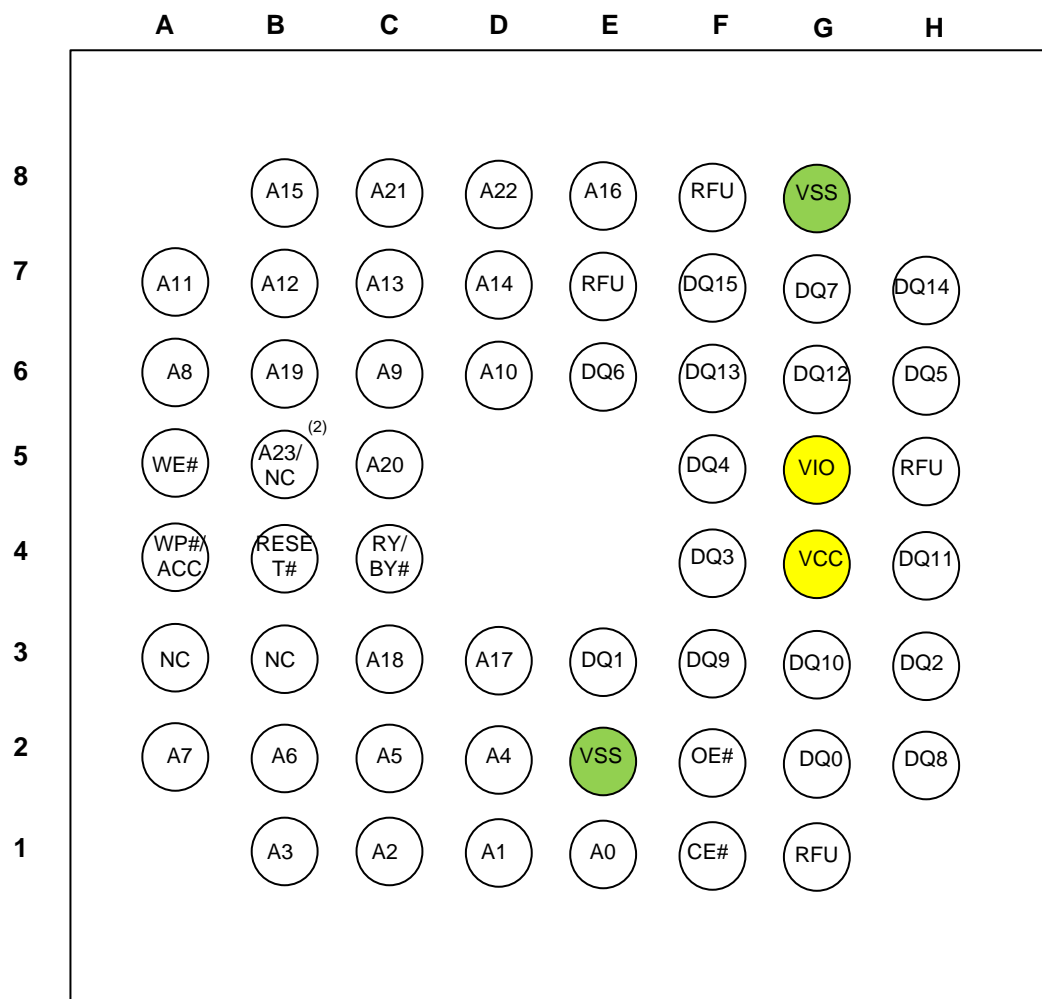 A B C D E F G H
8 A15 A21 A22 A16 RFU VSS
7 A11 A12 A13 A14 RFU DQ15 DQ7 DQ14
6 A8 A19 A9 A10 DQ6 DQ13 DQ12 DQ5
(2)
5 WE# A23/ NC A20 DQ4 VIO RFU
4 WP#/ ACC RESE T# RY/ BY# DQ3 VCC DQ11
3 NC NC A18 A17 DQ1 DQ9 DQ10 DQ2
2 A7 A6 A5 A4 VSS OE# DQ0 DQ8
1 A3 A2 A1 A0 CE# RFU